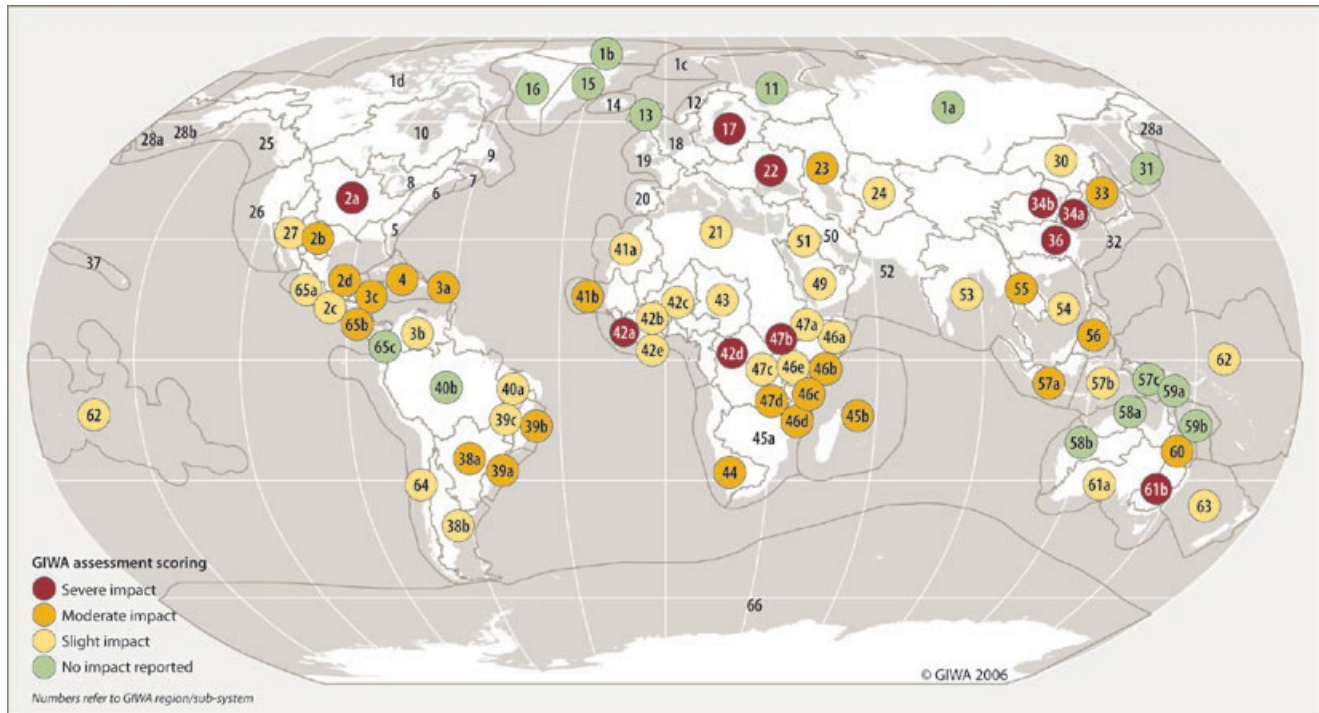 1b
1c
16
15
11
1d
14
12
13
1a
28a
28b
25
10
9
17
18
28a
19
22
23
30
31
8
7
6
24
2a
20
34b
33
34a
26
5
27
2b
21
51
50
36
32
41a
37
52
65a
2d
4
3a
41b
49
53
55
2c
3c
42c
43
54
65b
3b
42a
42b
47a
46a
56
65c
42e
42d
47b
62
47c
46e
46b
40b
40a
57a
57b
57c
59a
62
39c
39b
47d
46c
46d
45b
58a
59b
45a
58b
60
38a
39a
44
64
61a
61b
63
38b
GIWA assessment scoring
Severe impact
Moderate impact
Slight impact
No impact reported
66
© GIWA 2006
Numbers refer to GIWA region/sub-system